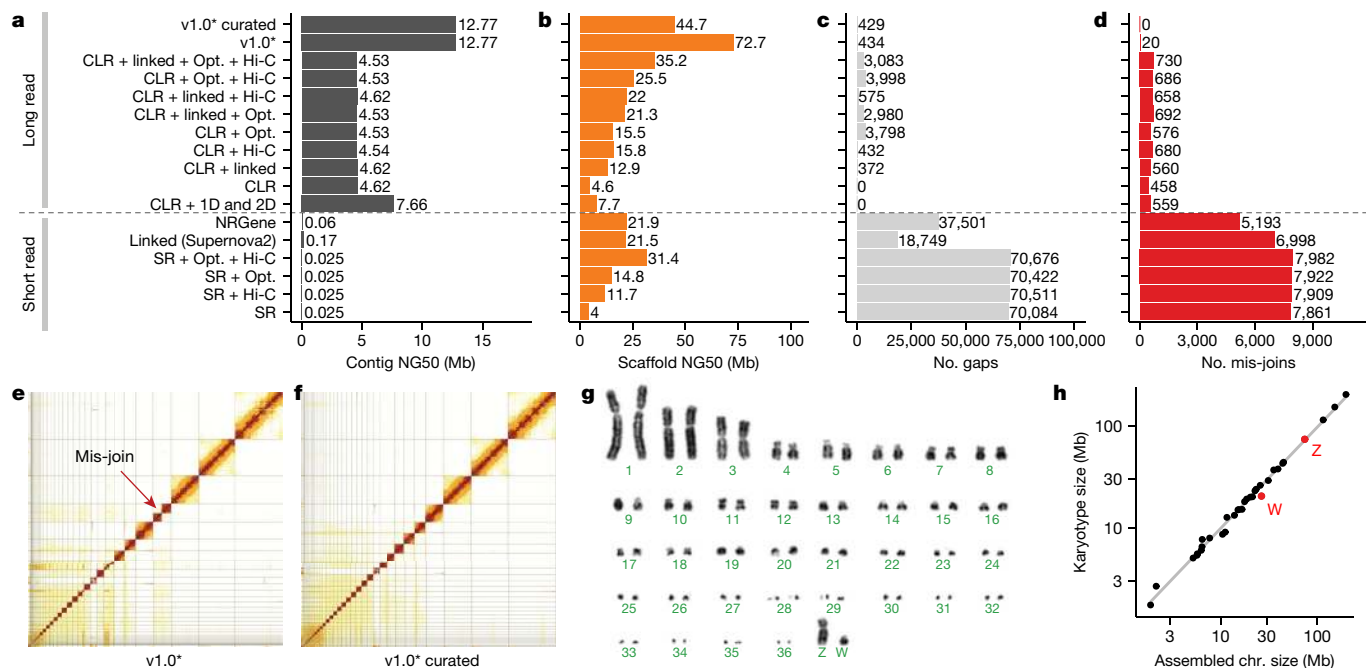 a
b
c
d
Long read
Short read
v1.0* curated
v1.0*
CLR + linked + Opt. + Hi-C
CLR + Opt. + Hi-C
CLR + linked + Hi-C
CLR + linked + Opt.
CLR + Opt.
CLR + Hi-C
CLR + linked
CLR
CLR + 1D and 2D
NRGene
Linked (Supernova2)
SR + Opt. + Hi-C
SR + Opt.
SR + Hi-C
SR
12.77
12.77
4.53
4.53
4.62
4.53
4.53
4.54
4.62
4.62
7.66
0.06
0.17
0.025
0.025
0.025
0.025
0 5 10 15
Contig NG50 (Mb)
44.7
72.7
35.2
25.5
22
21.3
15.5
15.8
12.9
4.6
7.7
21.9
21.5
31.4
14.8
11.7
4
0 25 50 75 100
Scaffold NG50 (Mb)
429
434
3,083
3,998
575
2,980
3,798
432
372
0
0
37,501
18,749
70,676
70,422
70,511
70,084
0 25,000 50,000 75,000 100,000
No. gaps
0
20
730
686
658
692
576
680
560
458
559
5,193
6,998
7,982
7,922
7,909
7,861
0 3,000 6,000 9,000
No. mis-joins
e
Mis-join
v1.0*
f
v1.0* curated
g
1 2 3 4 5 6 7 8
9 10 11 12 13 14 15 16
17 18 19 20 21 22 23 24
25 26 27 28 29 30 31 32
33 34 35 36 Z W
h
Karyotype size (Mb)
100
30
10
3
Z
W
3 10 30 100
Assembled chr. size (Mb)